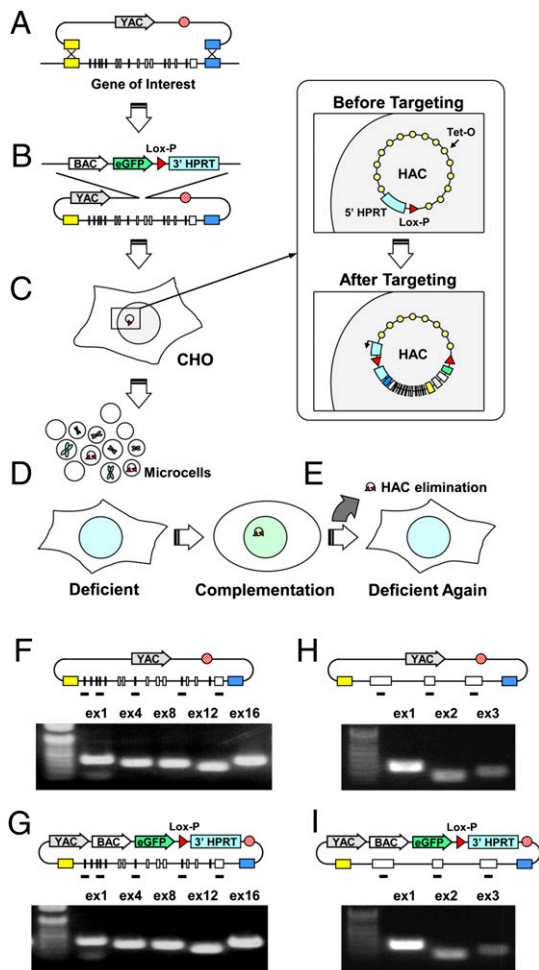 A
YAC
Gene of Interest
B
Lox-P
BAC eGFP 3' HPRT
YAC
C
CHO
Before Targeting
Tet-O
HAC
5' HPRT
Lox-P
After Targeting
HAC
Microcells
D
E
HAC elimination
Deficient
Complementation
Deficient Again
F
YAC
ex1 ex4 ex8 ex12 ex16
H
YAC
ex1 ex2 ex3
G
Lox-P
YAC BAC eGFP 3' HPRT
ex1 ex4 ex8 ex12 ex16
I
Lox-P
YAC BAC eGFP 3' HPRT
ex1 ex2 ex3